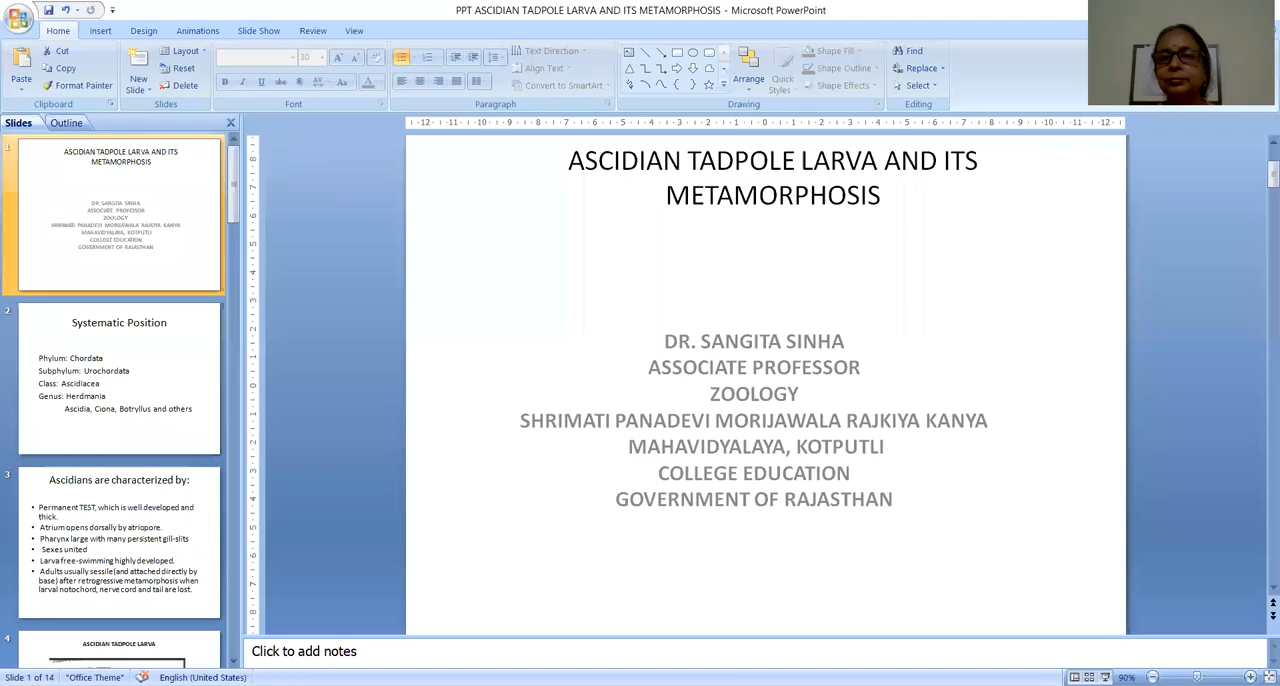 PPT ASCIDIAN TADPOLE LARVA AND ITS METAMORPHOSIS - Microsoft PowerPoint
Home Insert Design Animations Slide Show Review View
Paste
Cut
Copy
Format Painter
Clipboard
New
Slide
Layout
Reset
Delete
Slides
30
Font
Text Direction
Align Text
Convert to SmartArt
Paragraph
Arrange
Quick
Styles
Shape Fill
Shape Outline
Shape Effects
Drawing
Find
Replace
Select
Editing
Slides Outline
1
ASCIDIAN TADPOLE LARVA AND ITS
METAMORPHOSIS
DR. SANGITA SINHA
ASSOCIATE PROFESSOR
ZOOLOGY
SHRIMATI PANADEVI MORIJAWALA RAJKIYA KANYA
MAHAVIDYALAYA, KOTPUTLI
COLLEGE EDUCATION
GOVERNMENT OF RAJASTHAN
2
Systematic Position
Phylum: Chordata
Subphylum: Urochordata
Class: Ascidiacea
Genus: Herdmania
Ascidia, Ciona, Botryllus and others
3
Ascidians are characterized by:
• Permanent TEST, which is well developed and
thick.
• Atrium opens dorsally by atriopore.
• Pharynx large with many persistent gill-slits
• Sexes united
• Larva free-swimming highly developed.
• Adults usually sessile(and attached directly by
base) after retrogressive metamorphosis when
larval notochord, nerve cord and tail are lost.
4
ASCIDIAN TADPOLE LARVA
ASCIDIAN TADPOLE LARVA AND ITS
METAMORPHOSIS
DR. SANGITA SINHA
ASSOCIATE PROFESSOR
ZOOLOGY
SHRIMATI PANADEVI MORIJAWALA RAJKIYA KANYA
MAHAVIDYALAYA, KOTPUTLI
COLLEGE EDUCATION
GOVERNMENT OF RAJASTHAN
Click to add notes
Slide 1 of 14 "Office Theme" English (United States) 90%